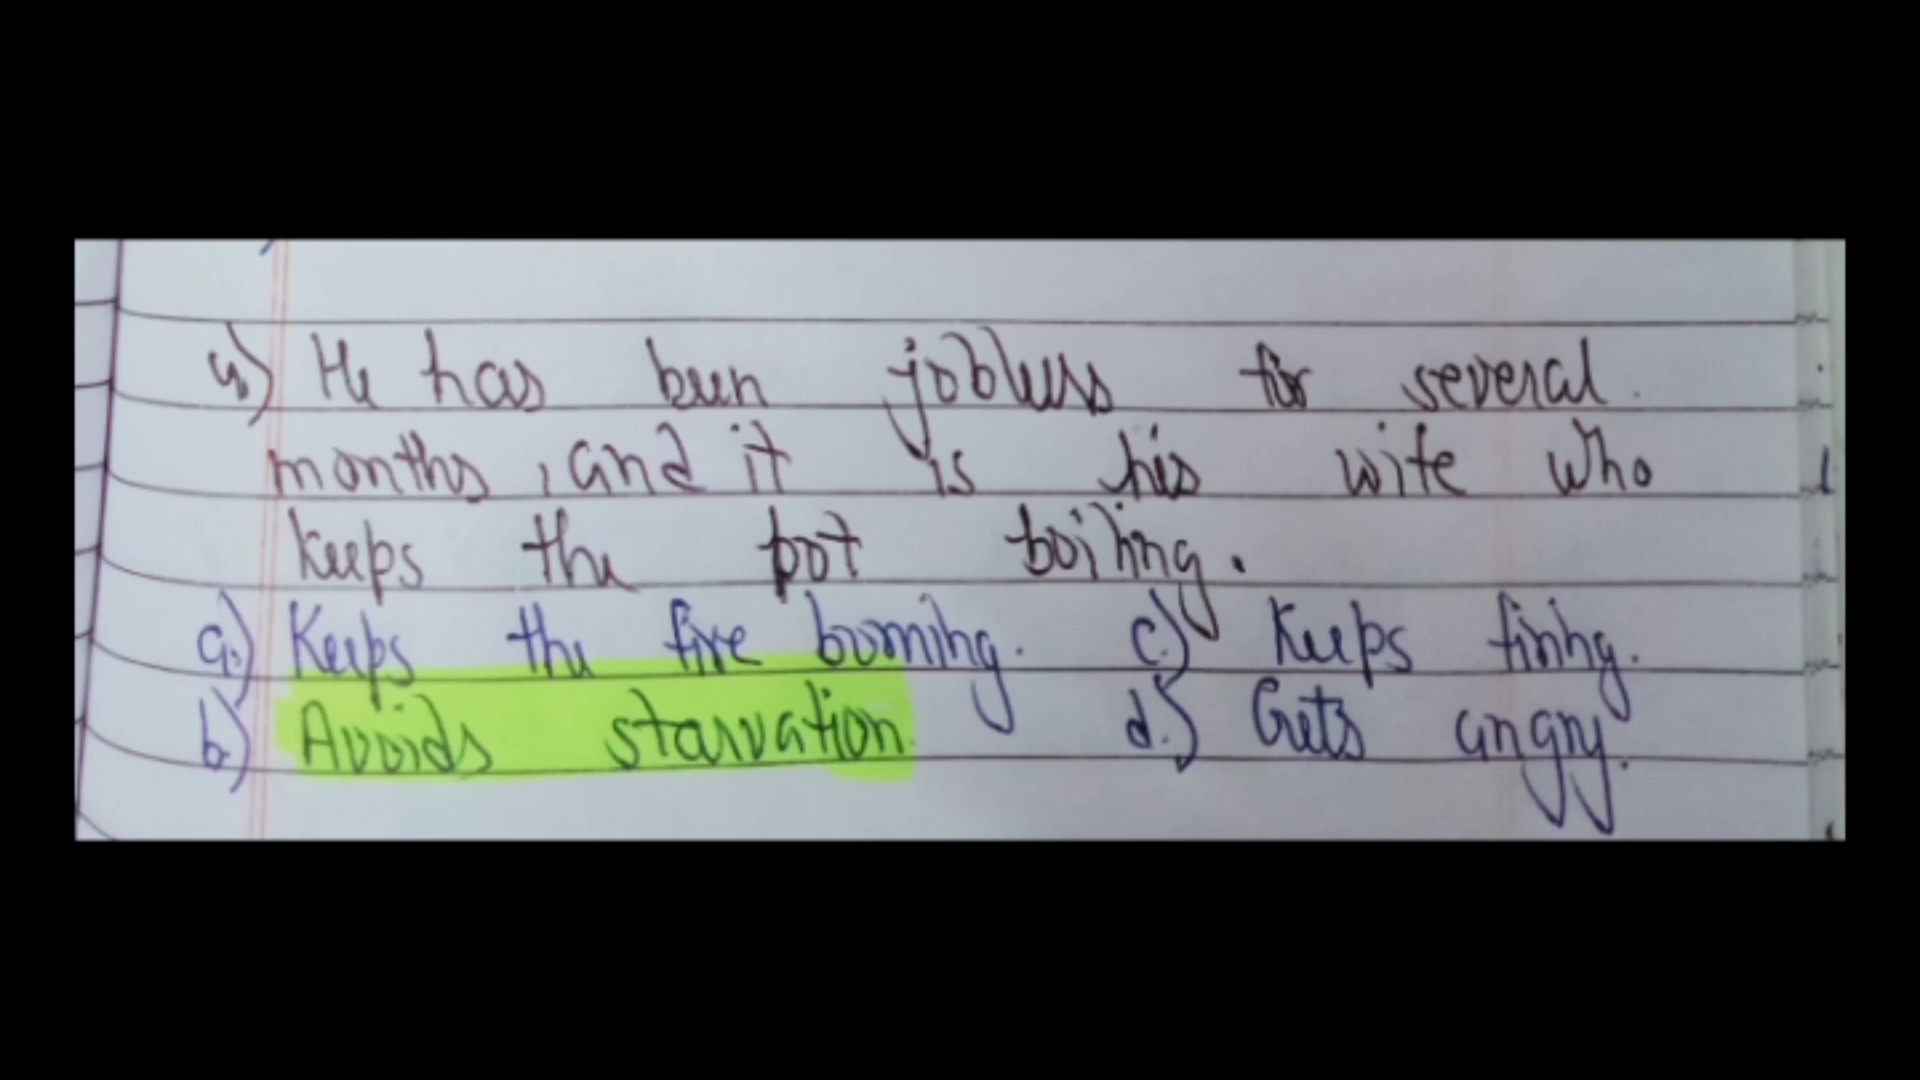 4) He has been jobless for several.
months, and it is his wife who
keeps the pot boiling.
a.) Keeps the fire burning. c.) Keeps firing.
b.) Avoids starvation. d.) Gets angry.